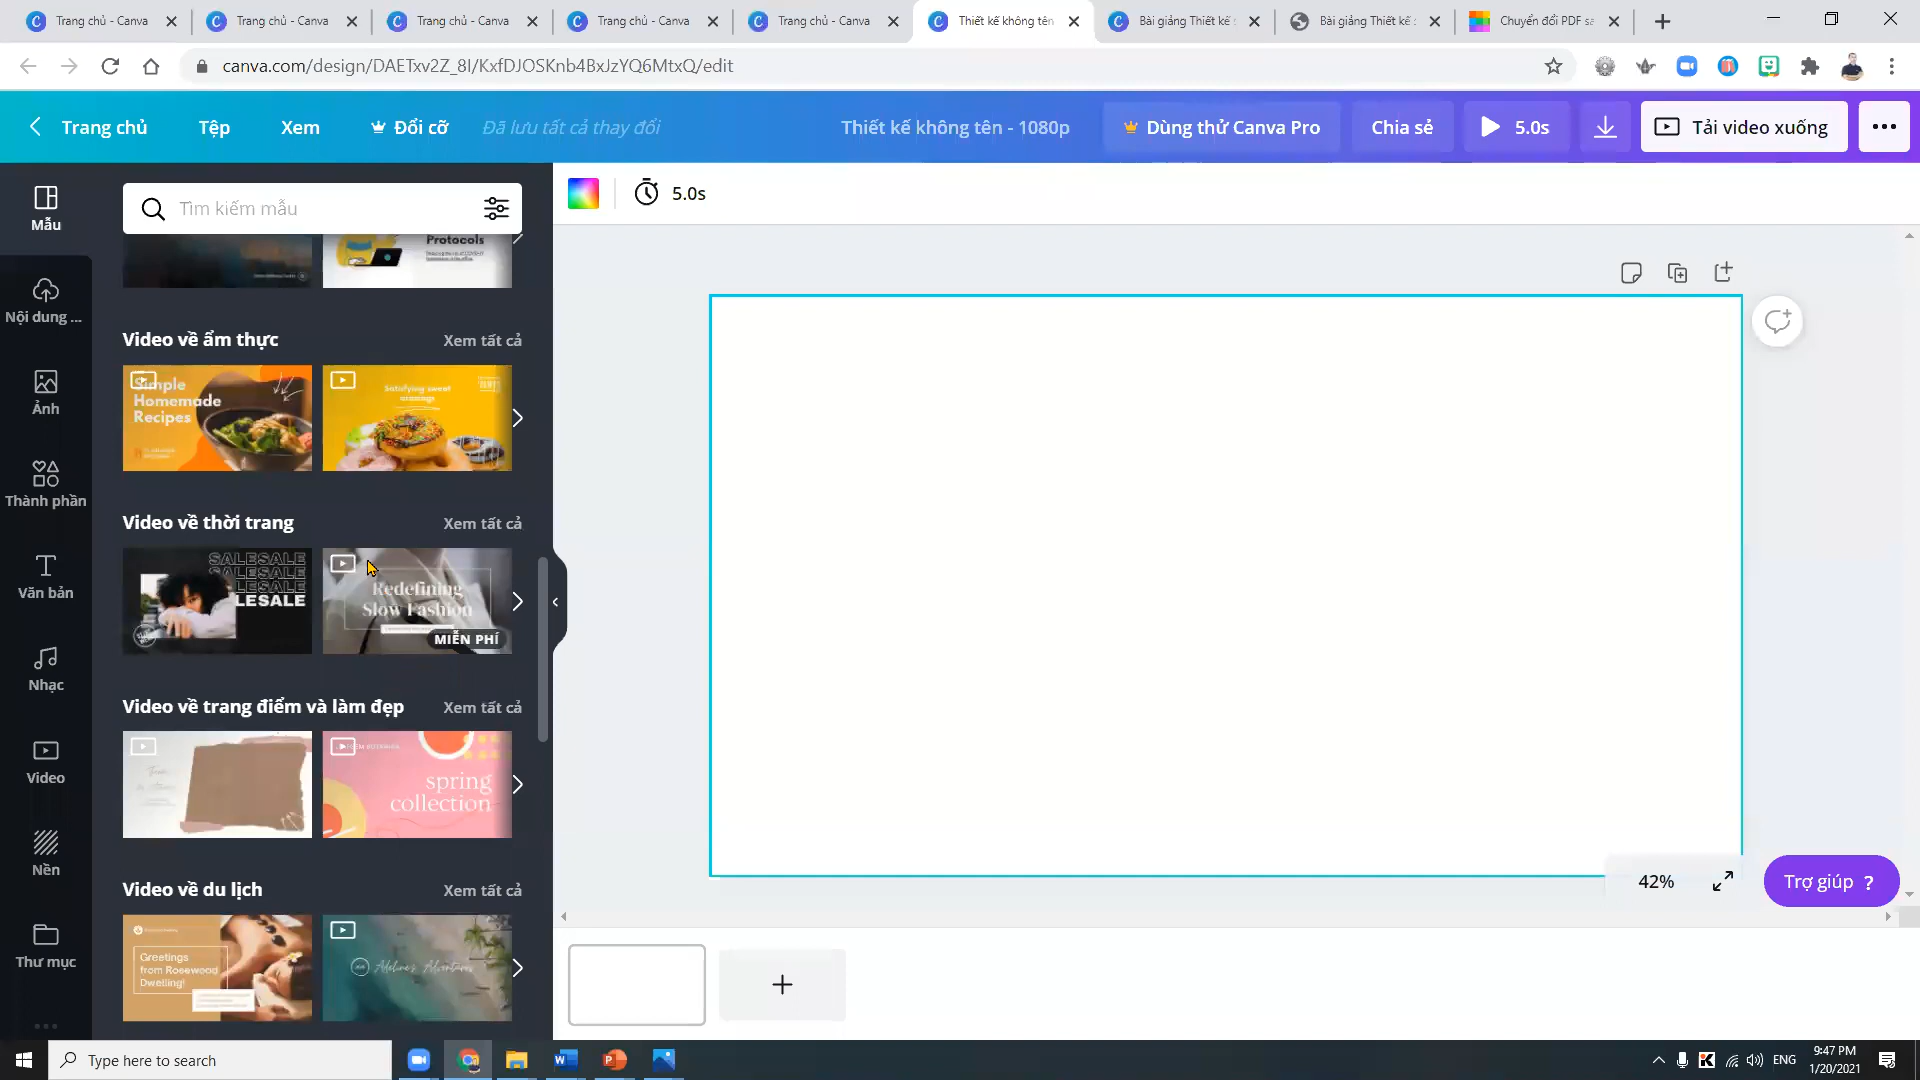 Trang chủ - Canva
Trang chủ - Canva
Trang chủ - Canva
Trang chủ - Canva
Trang chủ - Canva
Thiết kế không tên
Bài giảng Thiết kế
Bài giảng Thiết kế
Chuyển đổi PDF sa
canva.com/design/DAETxv2Z_8I/KxfDJOSKnb4BxJzYQ6MtxQ/edit
Trang chủ
Tệp
Xem
Đổi cỡ
Đã lưu tất cả thay đổi
Thiết kế không tên - 1080p
Dùng thử Canva Pro
Chia sẻ
5.0s
Tải video xuống
Mẫu
Tìm kiếm mẫu
5.0s
Protocols
Nội dung ...
Video về ẩm thực
Xem tất cả
Simple
Homemade
Recipes
Satisfying sweet
cravings
Ảnh
Thành phần
Video về thời trang
Xem tất cả
SALESALE
SALESALE
SALESALE
LESALE
Redefining
Slow Fashion
MIỄN PHÍ
Văn bản
Nhạc
Video về trang điểm và làm đẹp
Xem tất cả
spring
collection
Video
Nền
Video về du lịch
Xem tất cả
Greetings
from Rosewood
Dwelling!
Adeline's Adventures
Thư mục
42%
Trợ giúp ?
Type here to search
ENG
9:47 PM
1/20/2021